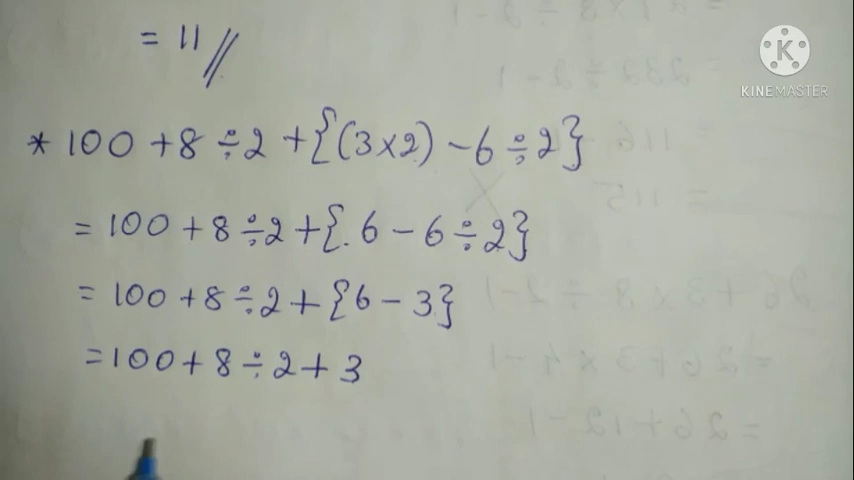 = 11 //
K
KINEMASTER
* 100 + 8 ÷ 2 + {(3 × 2) - 6 ÷ 2}
= 100 + 8 ÷ 2 + {. 6 - 6 ÷ 2}
= 100 + 8 ÷ 2 + {6 - 3}
= 100 + 8 ÷ 2 + 3